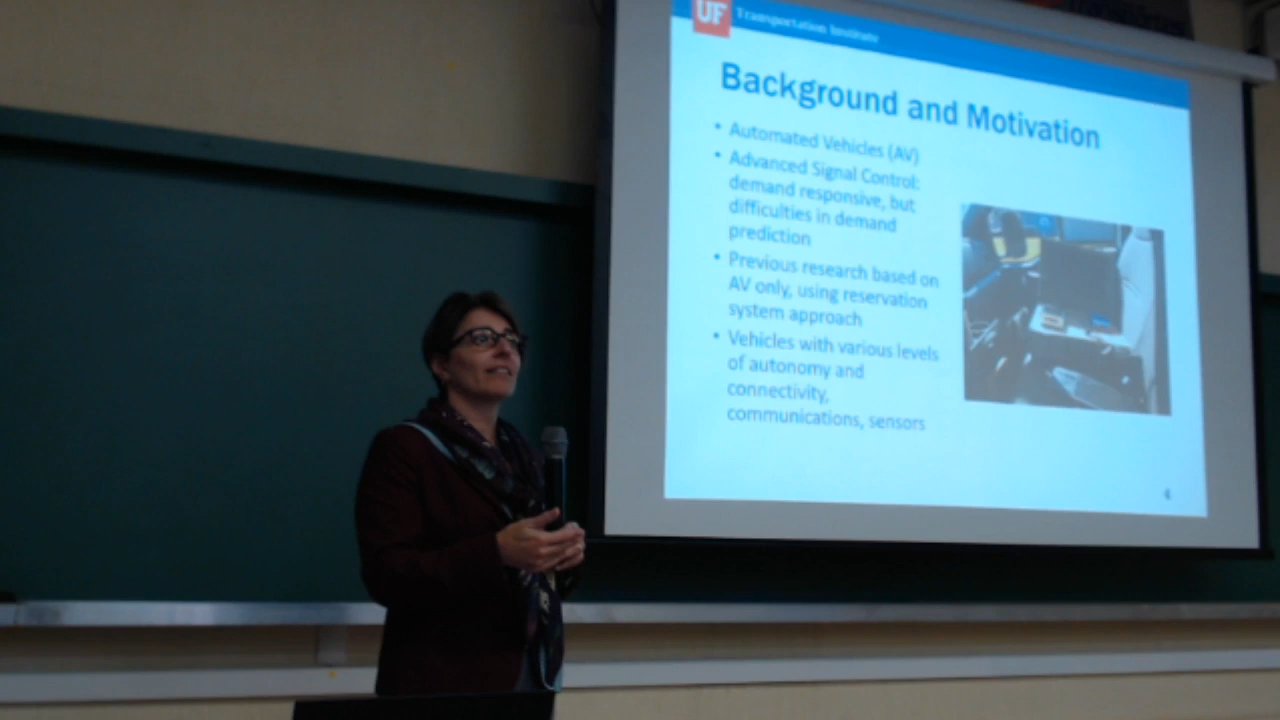 UF Transportation Institute
Background and Motivation
• Automated Vehicles (AV)
• Advanced Signal Control:
demand responsive, but
difficulties in demand
prediction
• Previous research based on
AV only, using reservation
system approach
• Vehicles with various levels
of autonomy and
connectivity,
communications, sensors